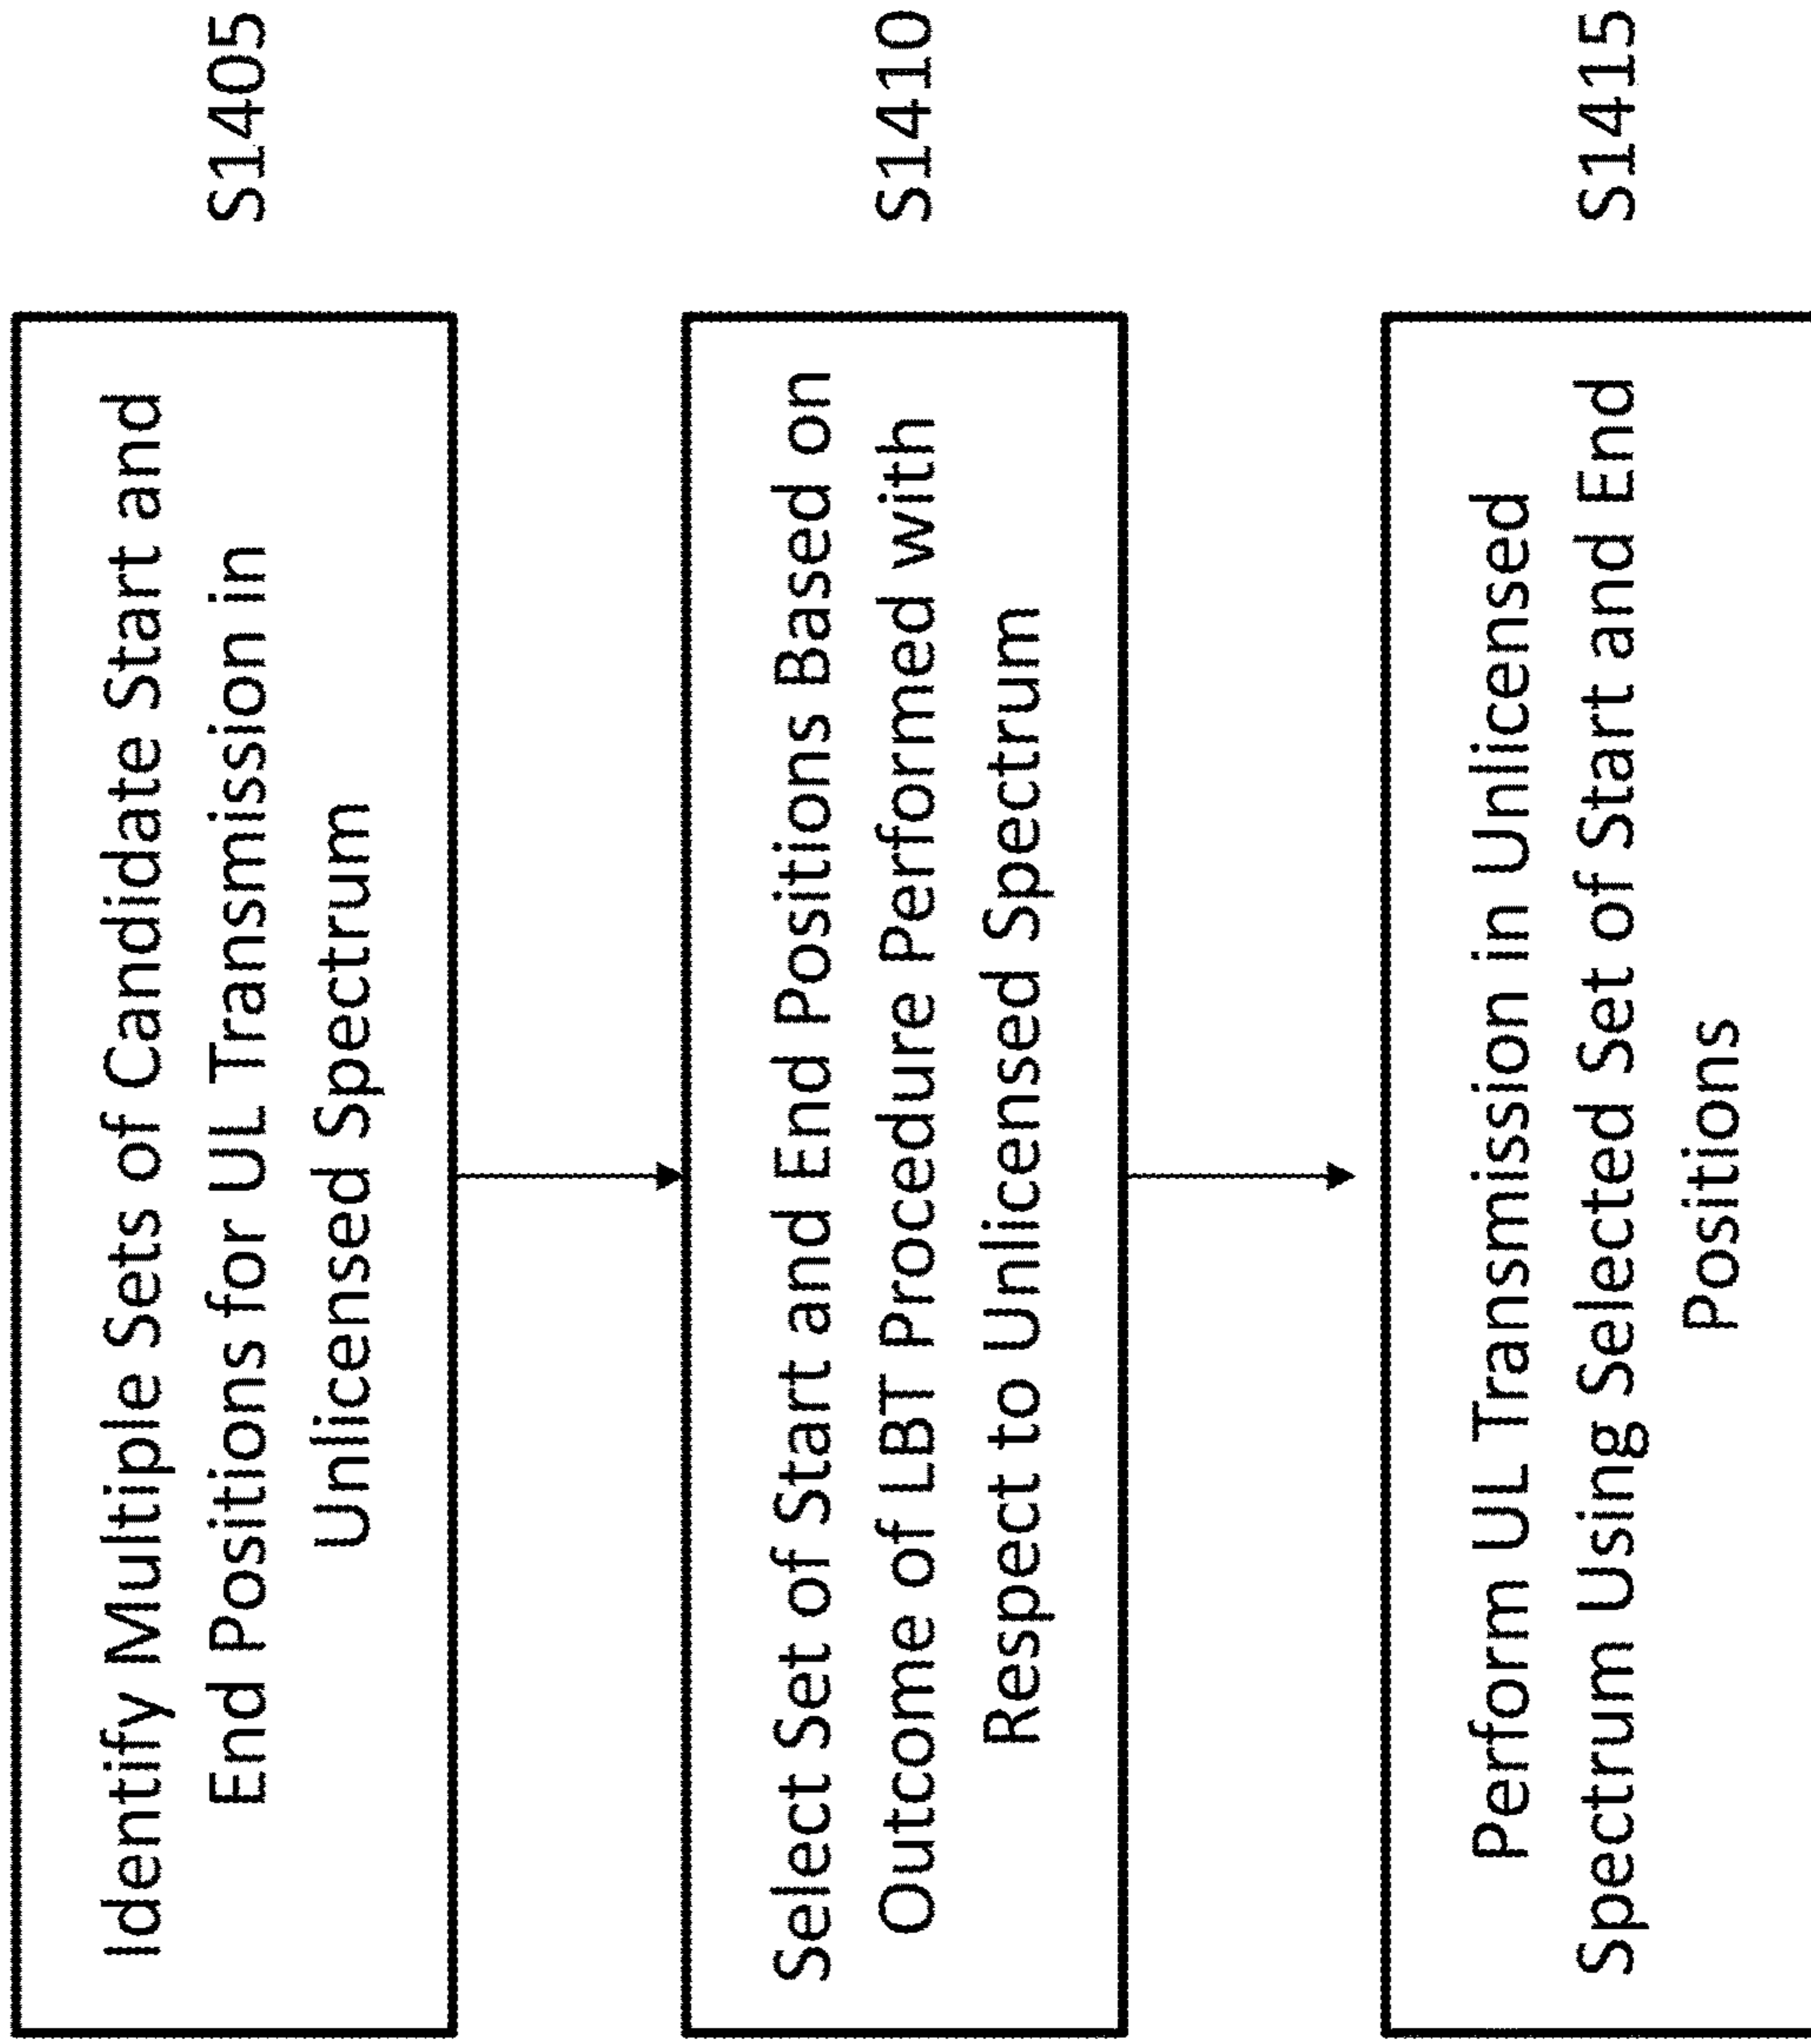 Identify Multiple Sets of Candidate Start and
End Positions for UL Transmission in
Unlicensed Spectrum
S1405
Select Set of Start and End Positions Based on
Outcome of LBT Procedure Performed with
Respect to Unlicensed Spectrum
S1410
Perform UL Transmission in Unlicensed
Spectrum Using Selected Set of Start and End
Positions
S1415